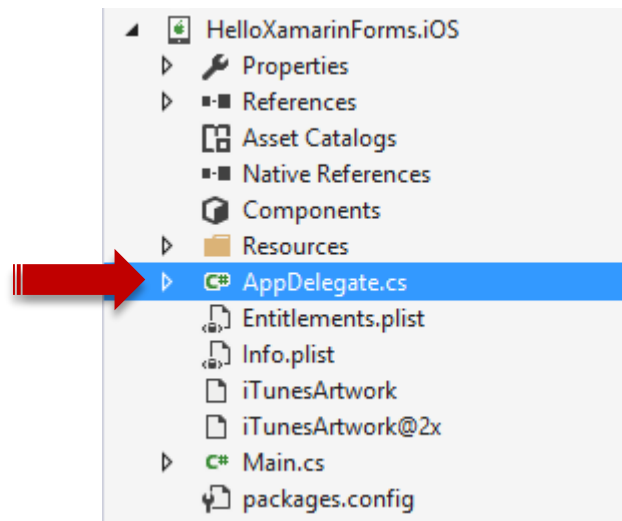 HelloXamarinForms.iOS
Properties
References
Asset Catalogs
Native References
Components
Resources
C# AppDelegate.cs
Entitlements.plist
Info.plist
iTunesArtwork
iTunesArtwork@2x
C# Main.cs
packages.config